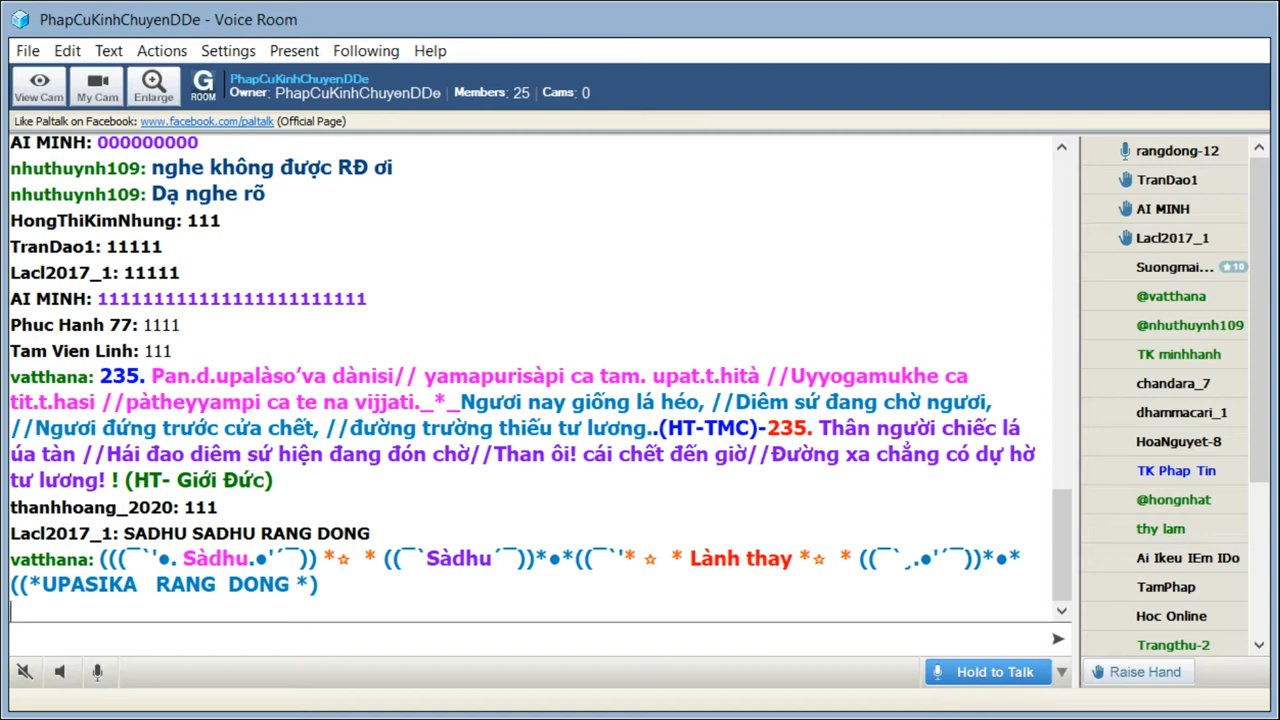 PhapCuKinhChuyenDDe - Voice Room
File Edit Text Actions Settings Present Following Help
View Cam My Cam Enlarge G ROOM
PhapCuKinhChuyenDDe
Owner: PhapCuKinhChuyenDDe Members: 25 Cams: 0
Like Paltalk on Facebook: www.facebook.com/paltalk (Official Page)
AI MINH: 000000000
nhuthuynh109: nghe không được RĐ ơi
nhuthuynh109: Dạ nghe rõ
HongThiKimNhung: 111
TranDao1: 11111
Lacl2017_1: 11111
AI MINH: 111111111111111111111111
Phuc Hanh 77: 1111
Tam Vien Linh: 111
vatthana: 235. Pan.d.upalàso’va dànisi// yamapurisàpi ca tam. upat.t.hità //Uyyogamukhe ca
tit.t.hasi //pàtheyyampi ca te na vijjati._*_Ngươi nay giống lá héo, //Diêm sứ đang chờ ngươi,
//Ngươi đứng trước cửa chết, //đường trường thiếu tư lương..(HT-TMC)-235. Thân người chiếc lá
úa tàn //Hái đao diêm sứ hiện đang đón chờ//Than ôi! cái chết đến giờ//Đường xa chẳng có dự hờ
tư lương! ! (HT- Giới Đức)
thanhhoang_2020: 111
Lacl2017_1: SADHU SADHU RANG DONG
vatthana: (((¯`'●. Sàdhu.●'´¯)) *☆ * ((¯`Sàdhu´¯))*●*((¯`'* ☆ * Lành thay *☆ * ((¯`¸.●'´¯))*●*
((*UPASIKA RANG DONG *)
Hold to Talk
rangdong-12
TranDao1
AI MINH
Lacl2017_1
Suongmai... ★10
@vatthana
@nhuthuynh109
TK minhhanh
chandara_7
dhammacari_1
HoaNguyet-8
TK Phap Tin
@hongnhat
thy lam
Ai Ikeu IEm IDo
TamPhap
Hoc Online
Trangthu-2
Raise Hand